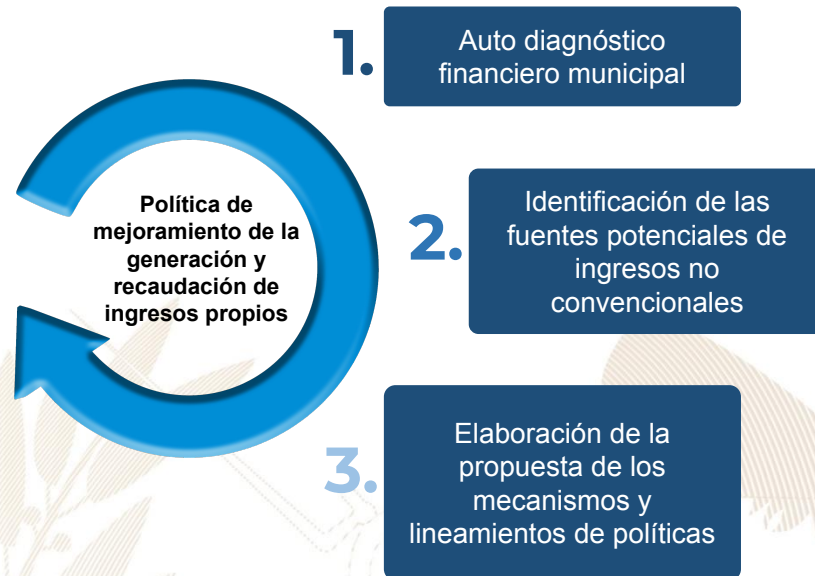 1.
Auto diagnóstico
financiero municipal
Política de
mejoramiento de la
generación y
recaudación de
ingresos propios
2.
Identificación de las
fuentes potenciales de
ingresos no
convencionales
3.
Elaboración de la
propuesta de los
mecanismos y
lineamientos de políticas